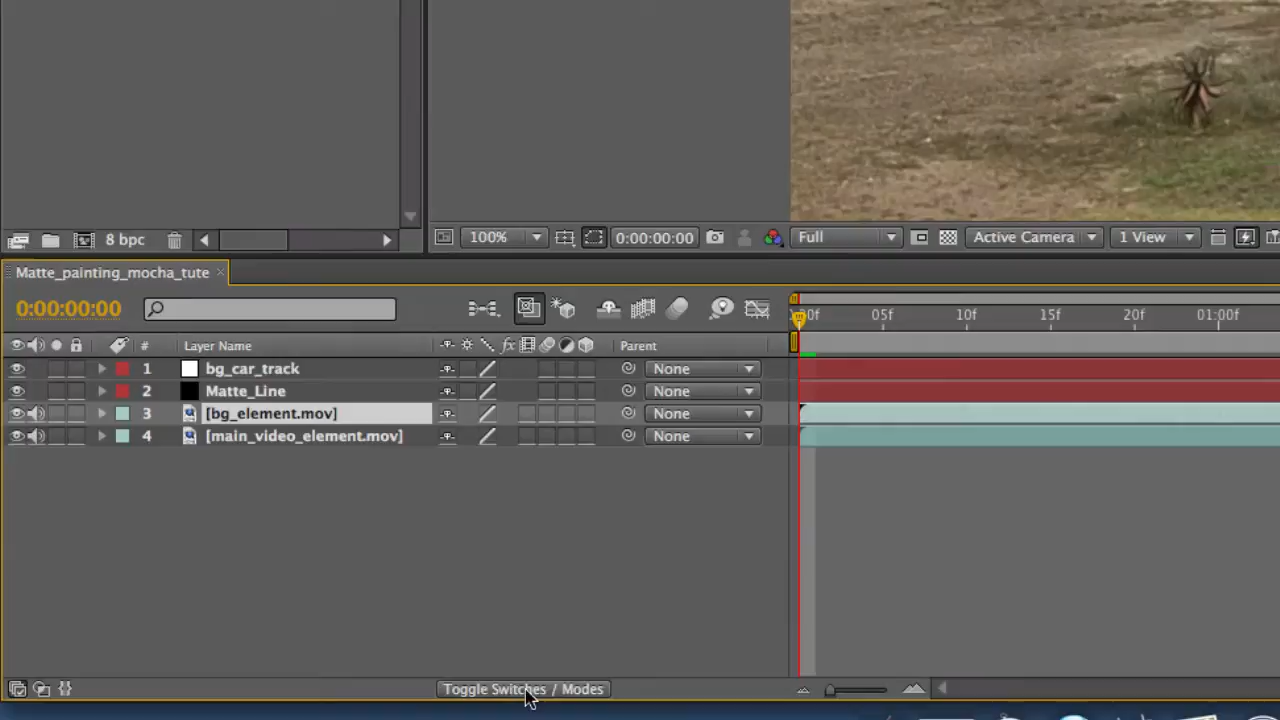 8 bpc
100%
0:00:00:00
Full
Active Camera
1 View
Matte_painting_mocha_tute
0:00:00:00
05f
10f
15f
20f
01:00f
#
Layer Name
fx
Parent
1
bg_car_track
None
2
Matte_Line
None
3
[bg_element.mov]
None
4
[main_video_element.mov]
None
Toggle Switches / Modes